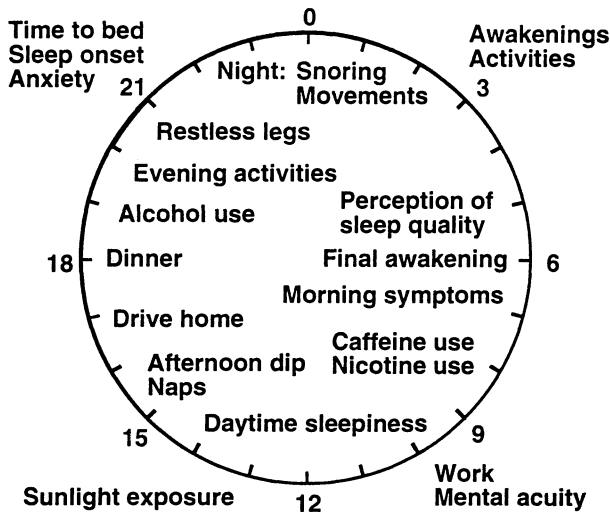 0
Time to bed
Sleep onset
Anxiety
21
Awakenings
Activities
3
Night: Snoring
Movements
Restless legs
Evening activities
Alcohol use
Perception of
sleep quality
18
Dinner
Final awakening
6
Morning symptoms
Drive home
Caffeine use
Nicotine use
Afternoon dip
Naps
Daytime sleepiness
15
9
Sunlight exposure
12
Work
Mental acuity